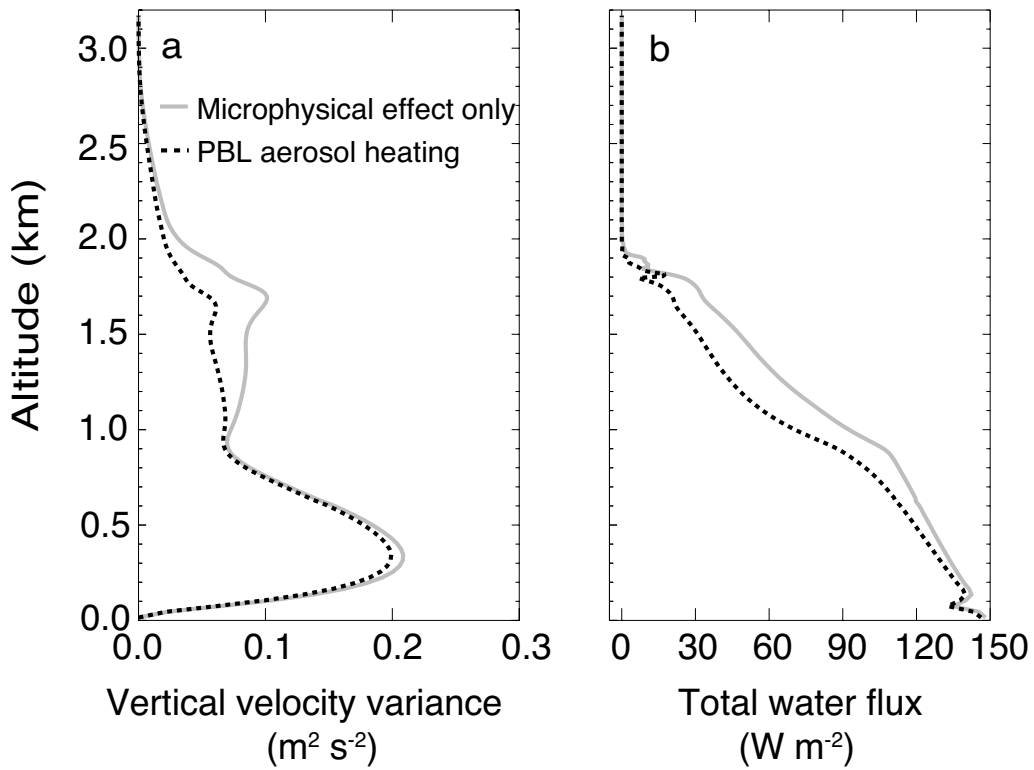 a
b
Microphysical effect only
PBL aerosol heating
Altitude (km)
3.0
2.5
2.0
1.5
1.0
0.5
0.0
0.0 0.1 0.2 0.3
0 30 60 90 120 150
Vertical velocity variance
(m² s⁻²)
Total water flux
(W m⁻²)